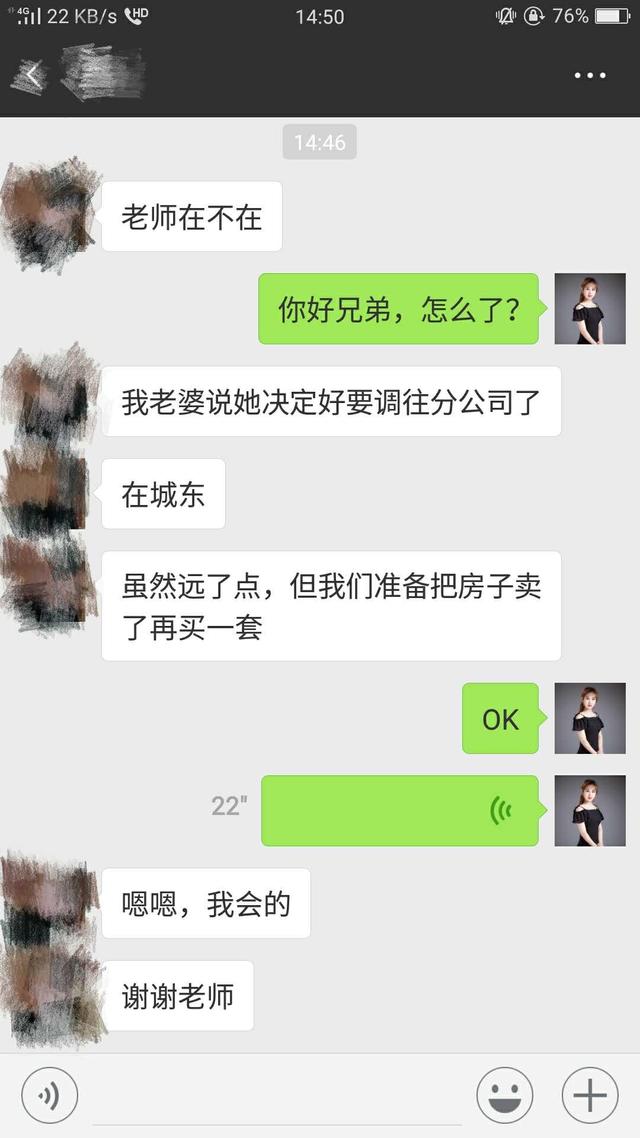 4G 22 KB/s HD 14:50 76%
14:46
老师在不在
你好兄弟，怎么了？
我老婆说她决定好要调往分公司了
在城东
虽然远了点，但我们准备把房子卖
了再买一套
OK
22"
嗯嗯，我会的
谢谢老师